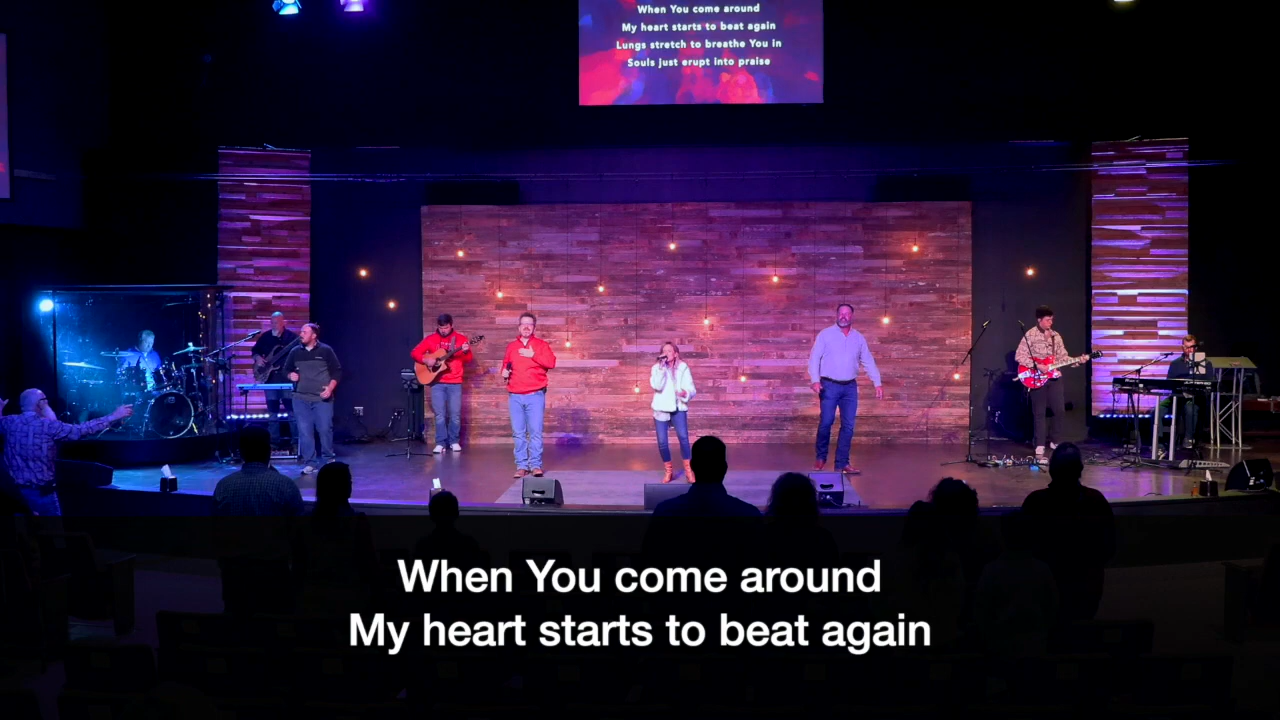 When You come around
My heart starts to beat again
Lungs stretch to breathe You in
Souls just erupt into praise
When You come around
My heart starts to beat again